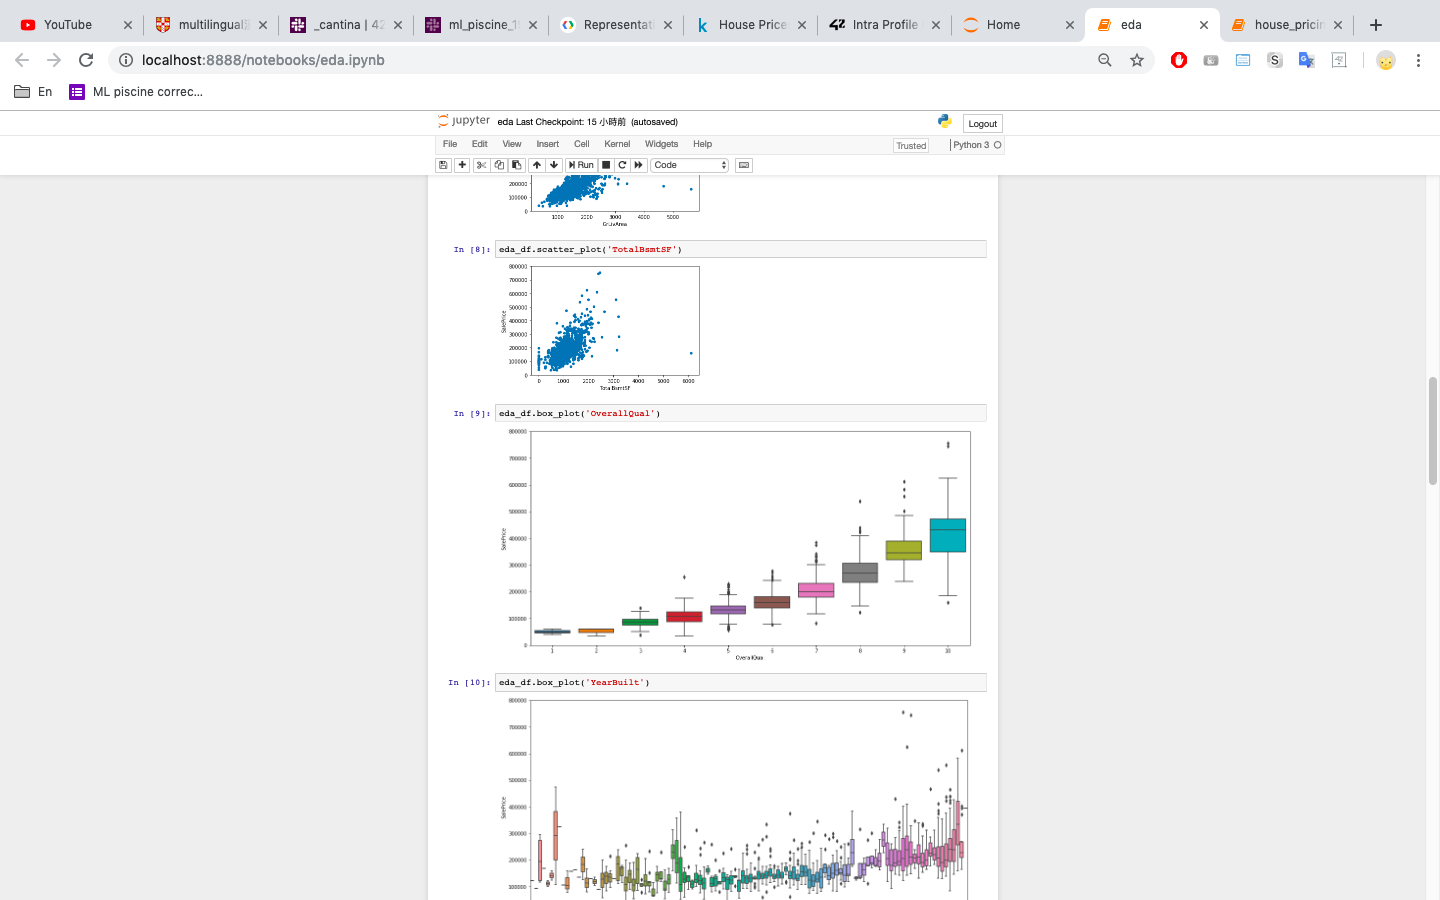 YouTube
multilingual
_cantina | 42
ml_piscine_1
Representat
House Price
Intra Profile
Home
eda
house_pricin
localhost:8888/notebooks/eda.ipynb
En
ML piscine correc...
jupyter eda Last Checkpoint: 15 小時前 (autosaved)
Logout
File Edit View Insert Cell Kernel Widgets Help
Trusted
Python 3
Run
Code
200000
100000
0
1000 2000 3000 4000 5000
GrLivArea
In [8]: eda_df.scatter_plot('TotalBsmtSF')
800000
700000
600000
500000
400000
300000
200000
100000
0
SalePrice
0 1000 2000 3000 4000 5000 6000
TotalBsmtSF
In [9]: eda_df.box_plot('OverallQual')
800000
700000
600000
500000
400000
300000
200000
100000
0
SalePrice
1 2 3 4 5 6 7 8 9 10
OverallQual
In [10]: eda_df.box_plot('YearBuilt')
800000
700000
600000
500000
400000
300000
200000
100000
SalePrice